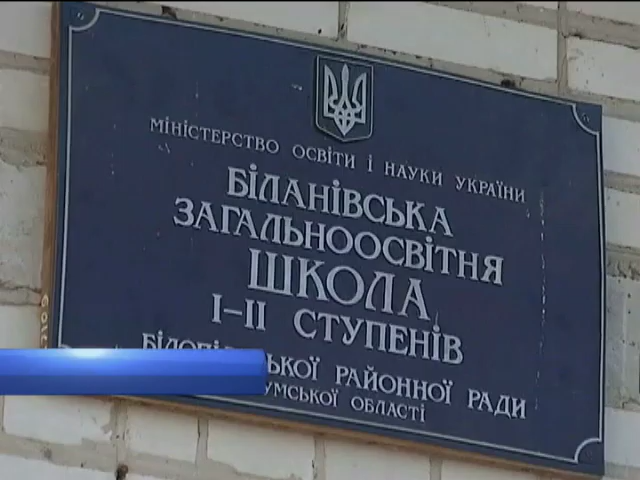 МІНІСТЕРСТВО ОСВІТИ І НАУКИ УКРАЇНИ
БІЛАНІВСЬКА
ЗАГАЛЬНООСВІТНЯ
ШКОЛА
І-ІІ СТУПЕНІВ
РАЙОННОЇ РАДИ
ОБЛАСТІ